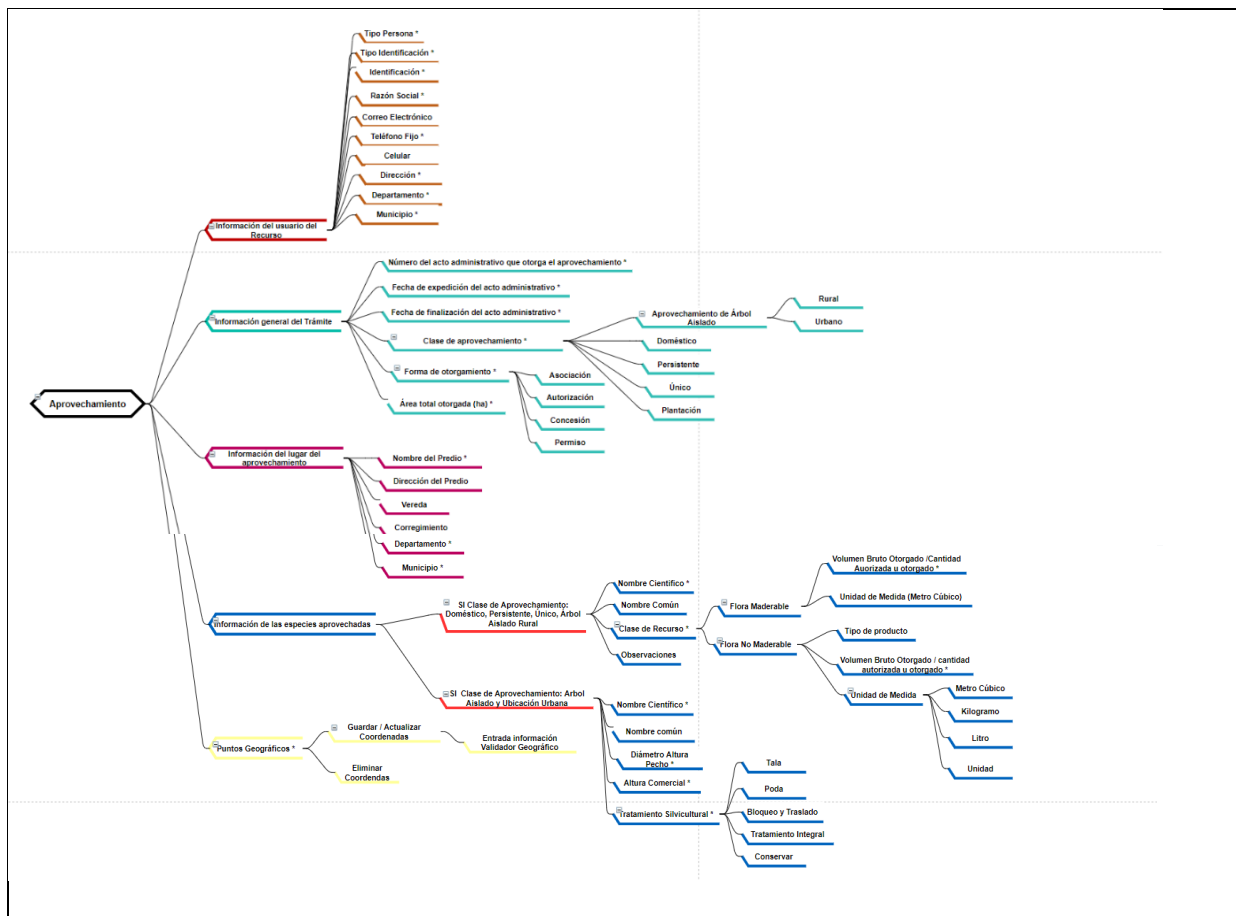 Aprovechamiento
Información del usuario del
Recurso
Tipo Persona *
Tipo Identificación *
Identificación *
Razón Social *
Correo Electrónico
Teléfono Fijo *
Celular
Dirección *
Departamento *
Municipio *
Información general del Trámite
Número del acto administrativo que otorga el aprovechamiento *
Fecha de expedición del acto administrativo *
Fecha de finalización del acto administrativo *
Clase de aprovechamiento *
Aprovechamiento de Árbol
Aislado
Rural
Urbano
Doméstico
Persistente
Único
Plantación
Forma de otorgamiento *
Asociación
Autorización
Concesión
Permiso
Área total otorgada (ha) *
Información del lugar del
aprovechamiento
Nombre del Predio *
Dirección del Predio
Vereda
Corregimiento
Departamento *
Municipio *
Información de las especies aprovechadas
SI Clase de Aprovechamiento:
Doméstico, Persistente, Único, Árbol
Aislado Rural
Nombre Científico *
Nombre Común
Clase de Recurso *
Flora Maderable
Volumen Bruto Otorgado /Cantidad
Auorizada u otorgado *
Unidad de Medida (Metro Cúbico)
Flora No Maderable
Tipo de producto
Volumen Bruto Otorgado / cantidad
autorizada u otorgado *
Unidad de Medida
Metro Cúbico
Kilogramo
Litro
Unidad
Observaciones
SI Clase de Aprovechamiento: Arbol
Aislado y Ubicación Urbana
Nombre Científico *
Nombre común
Diámetro Altura
Pecho *
Altura Comercial *
Tratamiento Silvicultural *
Tala
Poda
Bloqueo y Traslado
Tratamiento Integral
Conservar
Puntos Geográficos *
Guardar / Actualizar
Coordenadas
Entrada información
Validador Geográfico
Eliminar
Coordendas